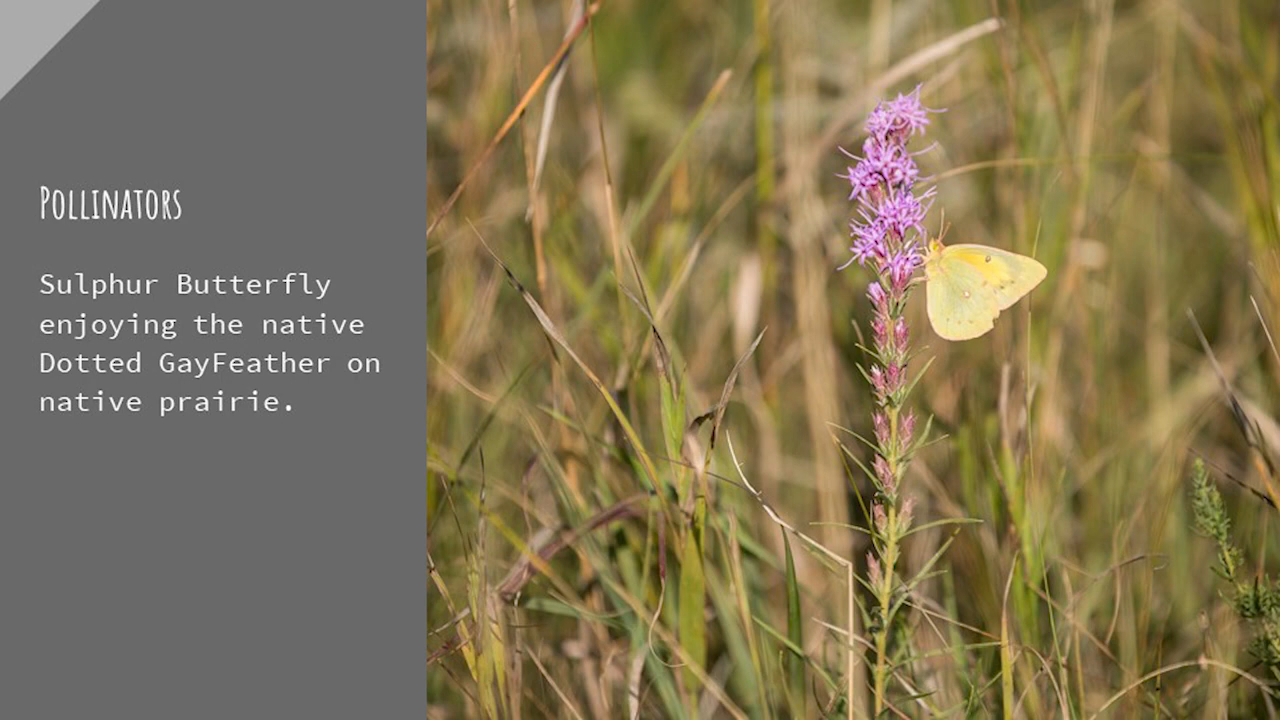 Pollinators
Sulphur Butterfly
enjoying the native
Dotted GayFeather on
native prairie.